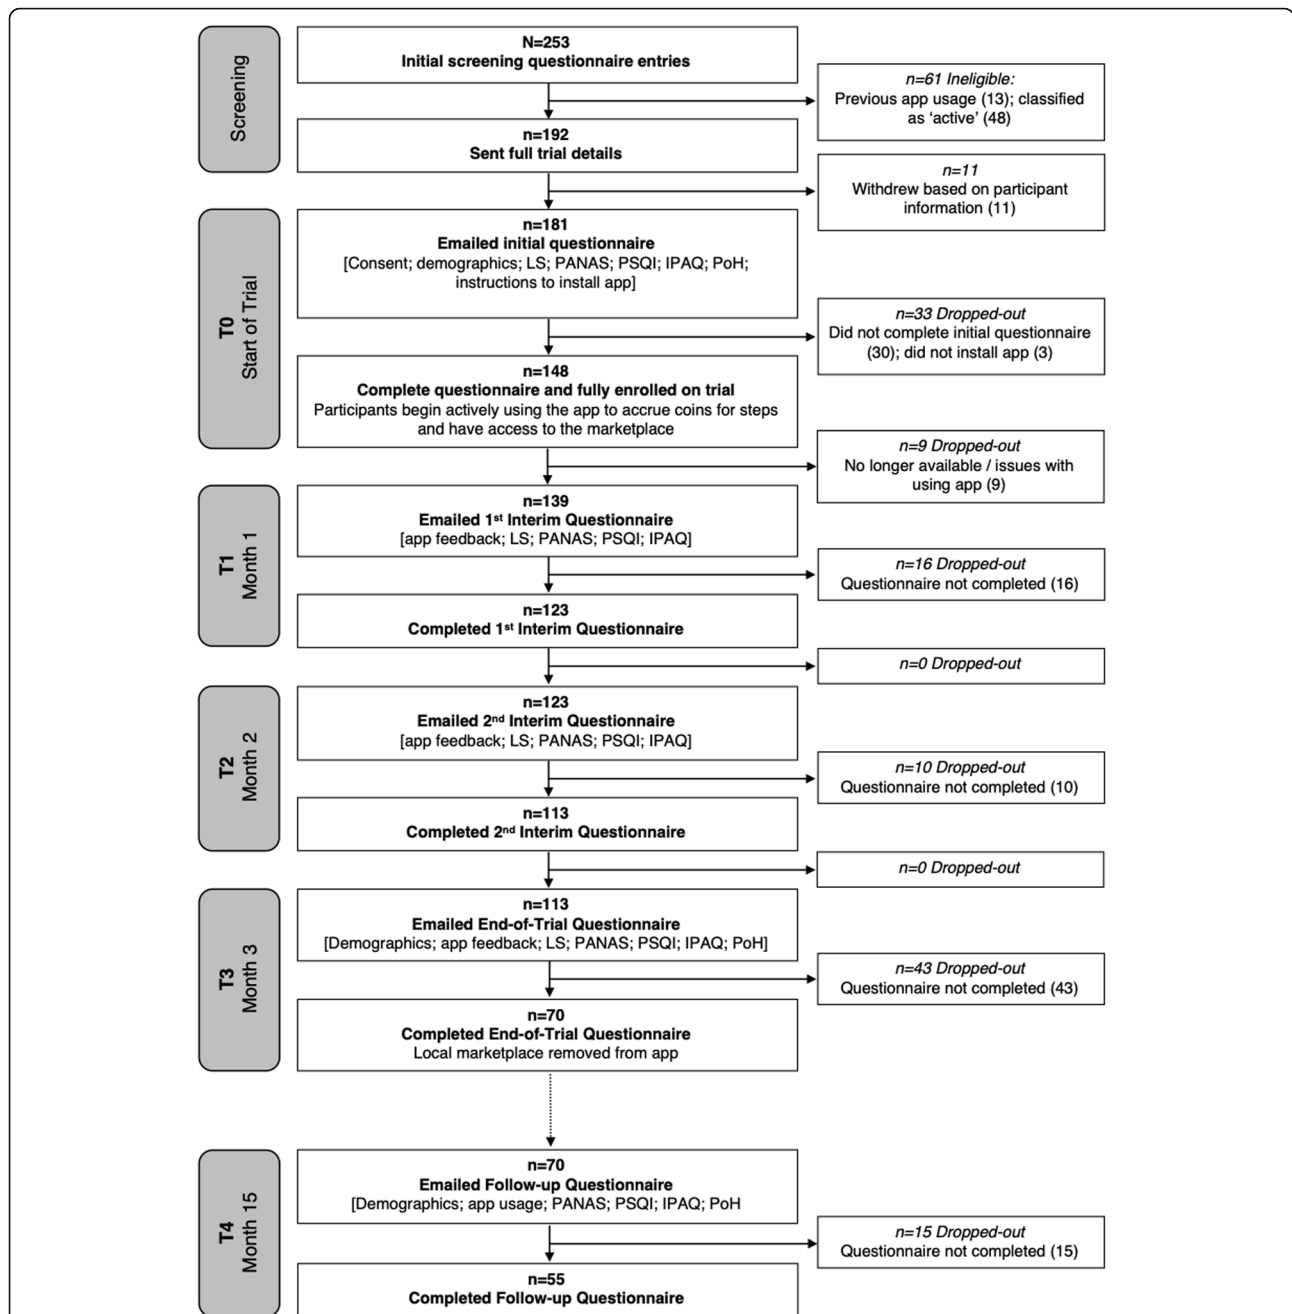 Screening
N=253
Initial screening questionnaire entries
n=61 Ineligible:
Previous app usage (13); classified
as ‘active’ (48)
n=192
Sent full trial details
n=11
Withdrew based on participant
information (11)
T0
Start of Trial
n=181
Emailed initial questionnaire
[Consent; demographics; LS; PANAS; PSQI; IPAQ; PoH;
instructions to install app]
n=33 Dropped-out
Did not complete initial questionnaire
(30); did not install app (3)
n=148
Complete questionnaire and fully enrolled on trial
Participants begin actively using the app to accrue coins for steps
and have access to the marketplace
n=9 Dropped-out
No longer available / issues with
using app (9)
T1
Month 1
n=139
Emailed 1st Interim Questionnaire
[app feedback; LS; PANAS; PSQI; IPAQ]
n=16 Dropped-out
Questionnaire not completed (16)
n=123
Completed 1st Interim Questionnaire
n=0 Dropped-out
T2
Month 2
n=123
Emailed 2nd Interim Questionnaire
[app feedback; LS; PANAS; PSQI; IPAQ]
n=10 Dropped-out
Questionnaire not completed (10)
n=113
Completed 2nd Interim Questionnaire
n=0 Dropped-out
T3
Month 3
n=113
Emailed End-of-Trial Questionnaire
[Demographics; app feedback; LS; PANAS; PSQI; IPAQ; PoH]
n=43 Dropped-out
Questionnaire not completed (43)
n=70
Completed End-of-Trial Questionnaire
Local marketplace removed from app
T4
Month 15
n=70
Emailed Follow-up Questionnaire
[Demographics; app usage; PANAS; PSQI; IPAQ; PoH
n=15 Dropped-out
Questionnaire not completed (15)
n=55
Completed Follow-up Questionnaire